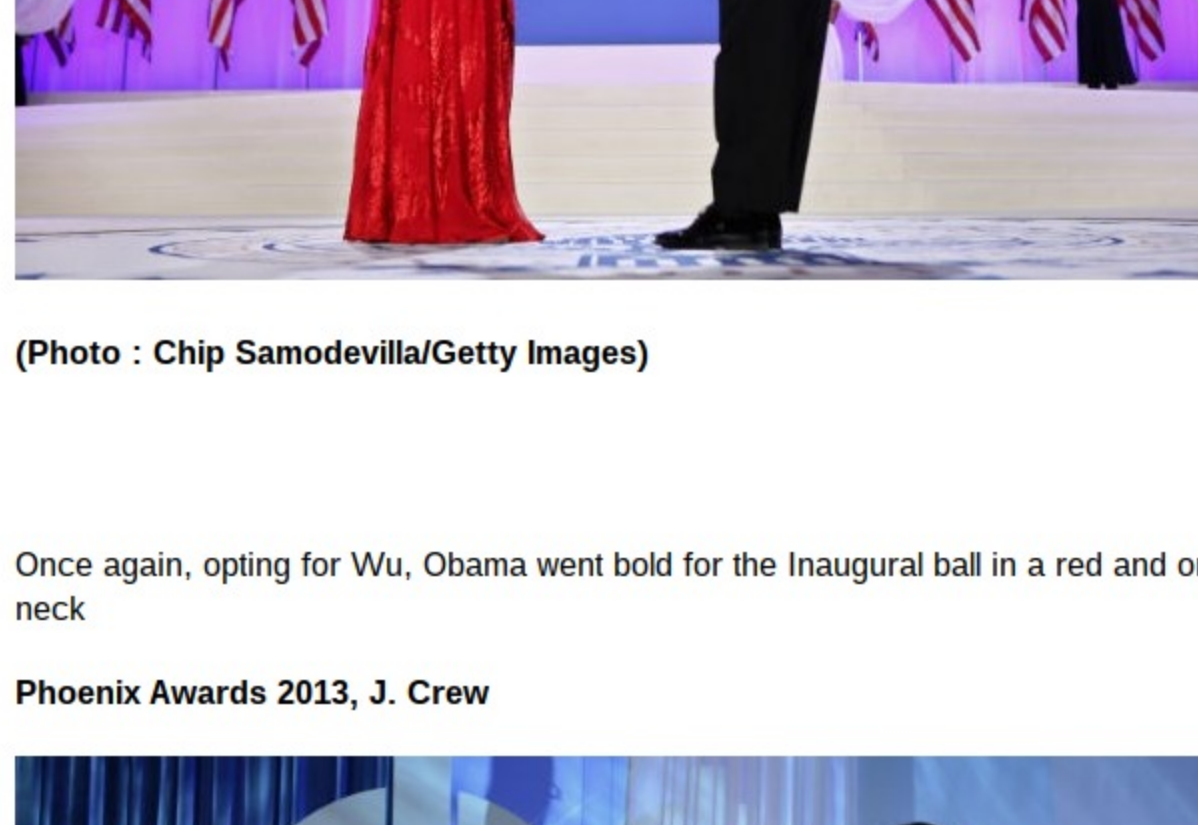 (Photo : Chip Samodevilla/Getty Images)
Once again, opting for Wu, Obama went bold for the Inaugural ball in a red and
neck
Phoenix Awards 2013, J. Crew